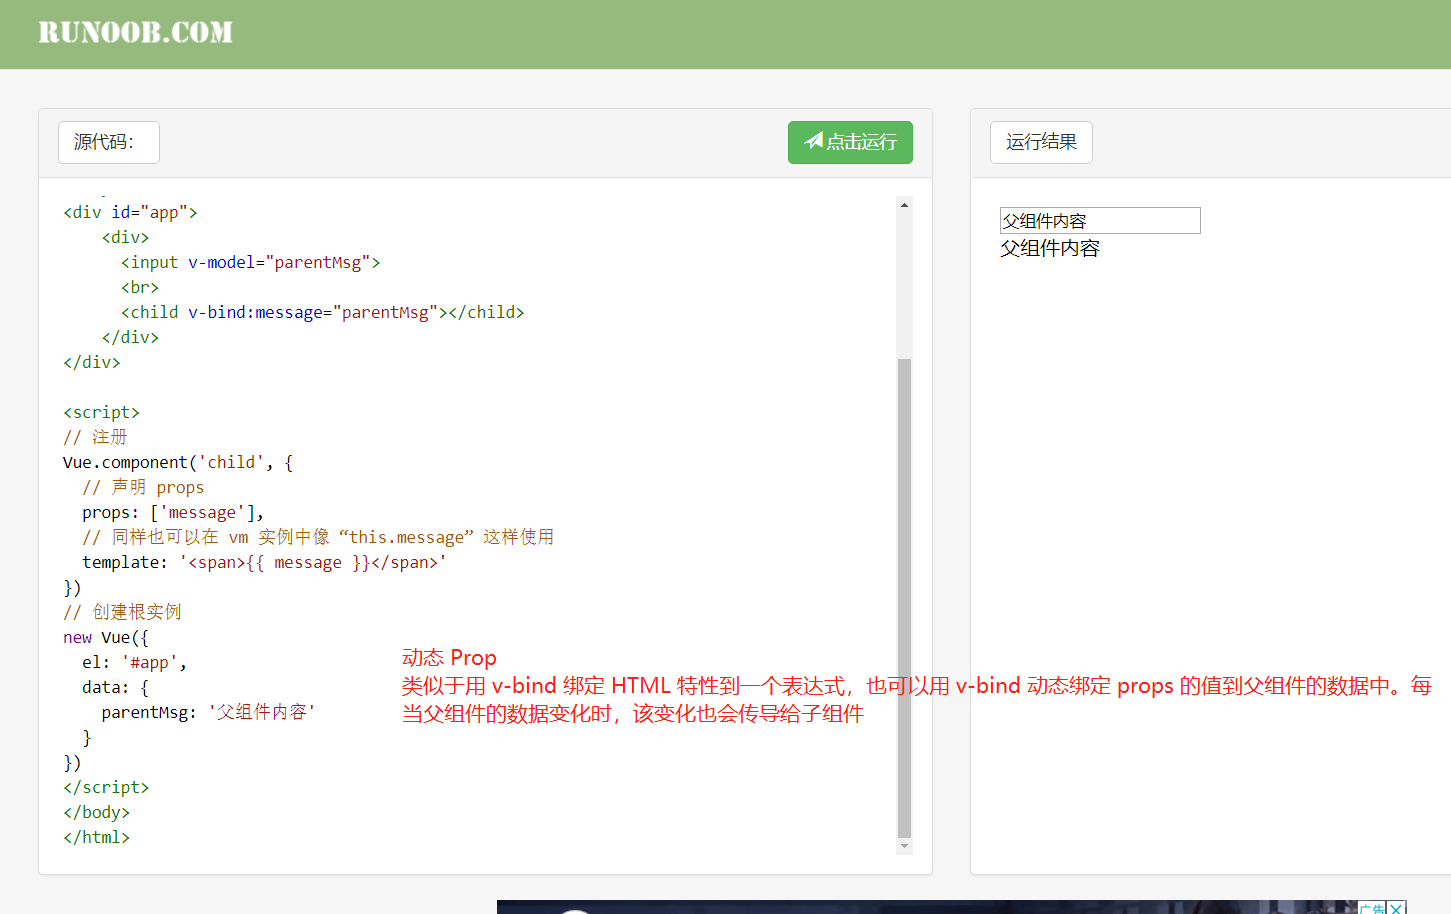 RUNOOB.COM
源代码：
点击运行
运行结果
<div id="app">
    <div>
      <input v-model="parentMsg">
      <br>
      <child v-bind:message="parentMsg"></child>
    </div>
</div>
<script>
// 注册
Vue.component('child', {
  // 声明 props
  props: ['message'],
  // 同样也可以在 vm 实例中像 “this.message” 这样使用
  template: '<span>{{ message }}</span>'
})
// 创建根实例
new Vue({
  el: '#app',
  data: {
    parentMsg: '父组件内容'
  }
})
</script>
</body>
</html>
动态 Prop
类似于用 v-bind 绑定 HTML 特性到一个表达式，也可以用 v-bind 动态绑定 props 的值到父组件的数据中。每
当父组件的数据变化时，该变化也会传导给子组件
父组件内容
父组件内容
广告